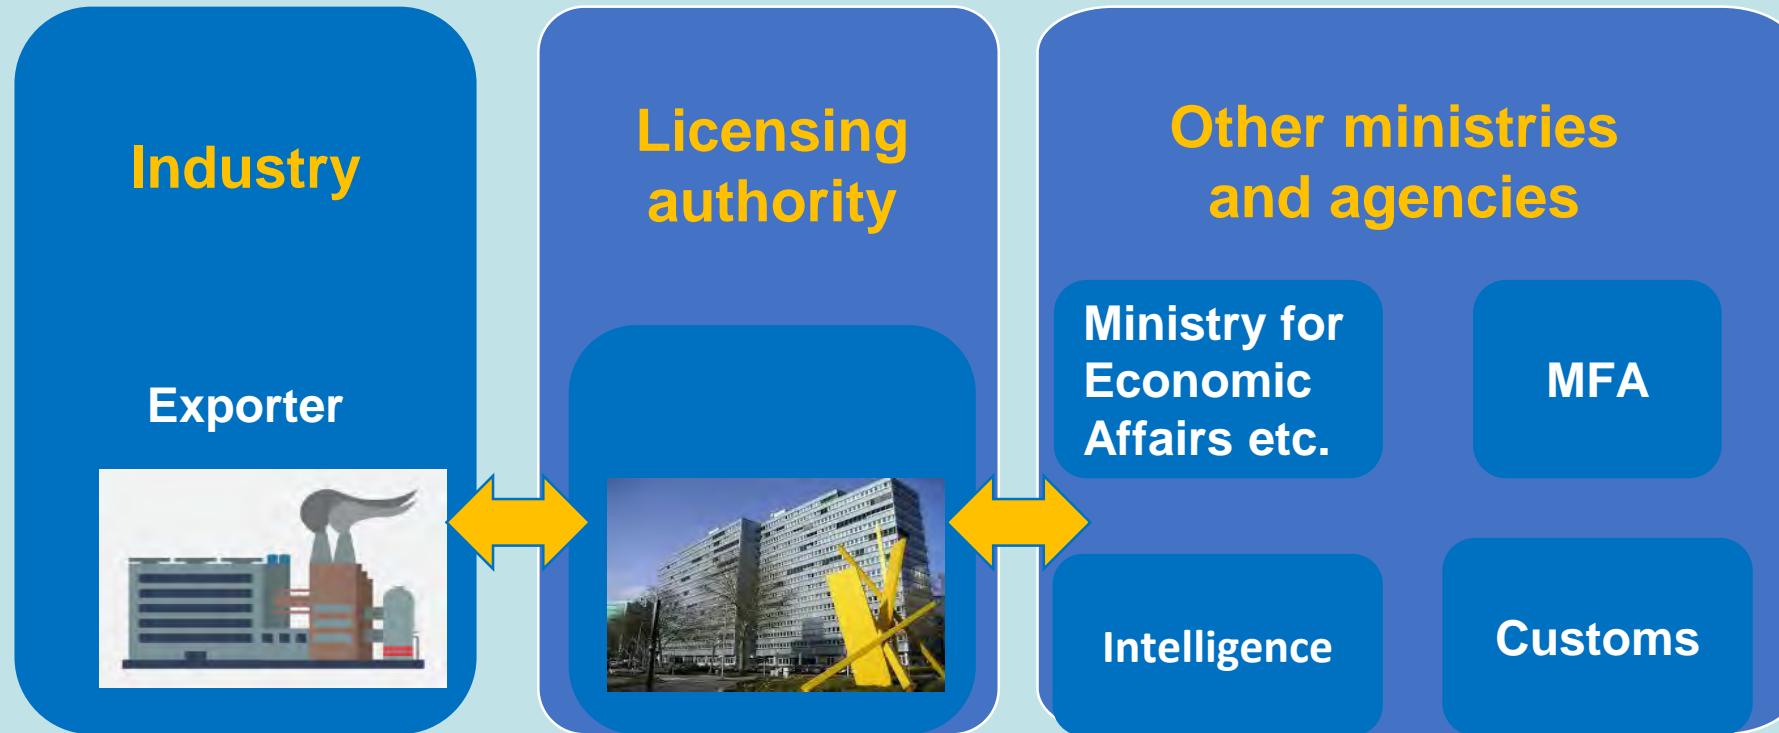 Industry
Exporter
Licensing
authority
Other ministries
and agencies
Ministry for
Economic
Affairs etc.
MFA
Intelligence
Customs